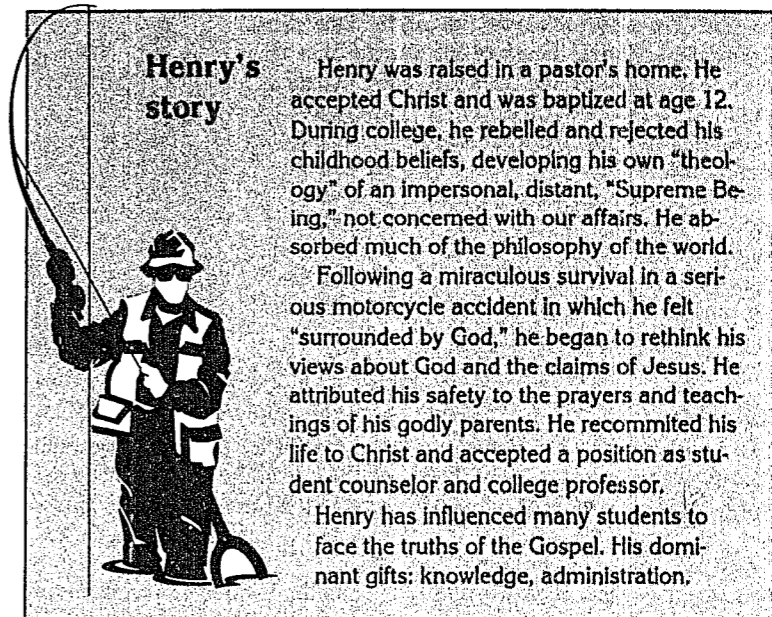 Henry's
story
Henry was raised in a pastor's home. He
accepted Christ and was baptized at age 12.
During college, he rebelled and rejected his
childhood beliefs, developing his own "theol-
ogy" of an impersonal, distant, "Supreme Be-
ing," not concerned with our affairs. He ab-
sorbed much of the philosophy of the world.
Following a miraculous survival in a seri-
ous motorcycle accident in which he felt
"surrounded by God," he began to rethink his
views about God and the claims of Jesus. He
attributed his safety to the prayers and teach-
ings of his godly parents. He recommited his
life to Christ and accepted a position as stu-
dent counselor and college professor.
Henry has influenced many students to
face the truths of the Gospel. His domi-
nant gifts: knowledge, administration.